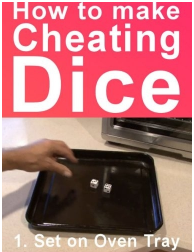 How to make
Cheating
Dice
1. Set on Oven Tray